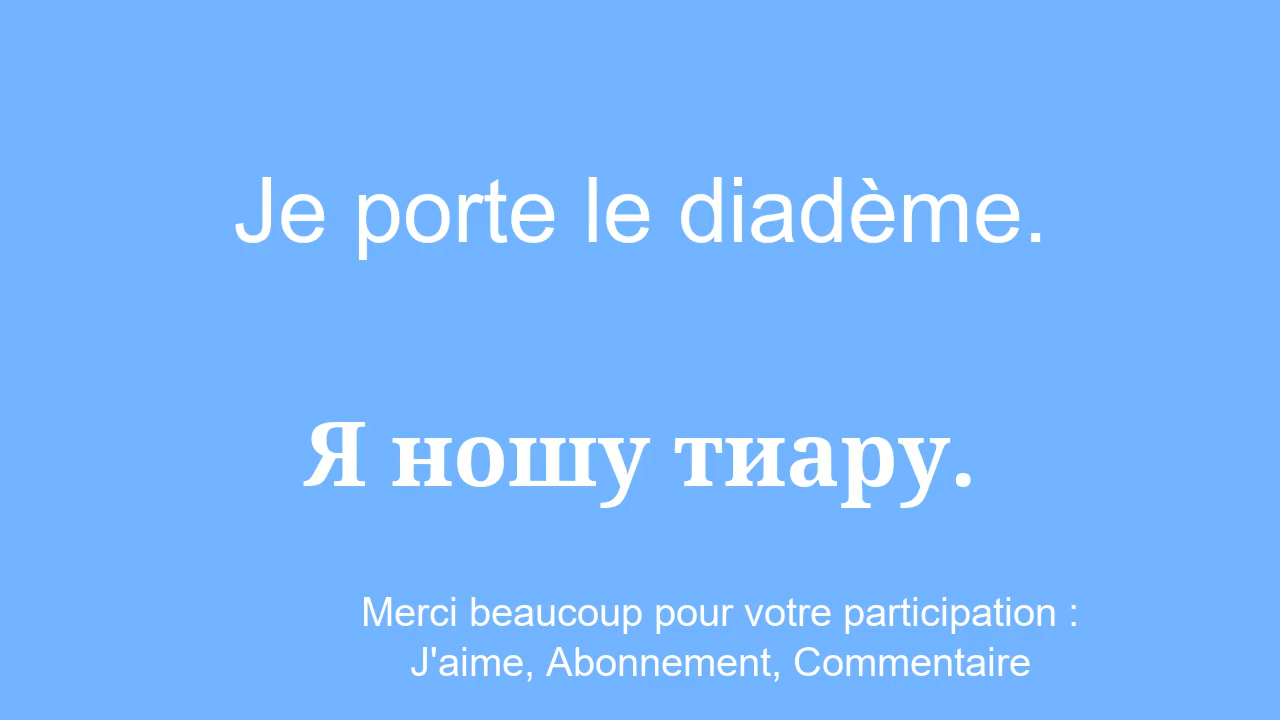 Je porte le diadème.
Я ношу тиару.
Merci beaucoup pour votre participation :
J'aime, Abonnement, Commentaire